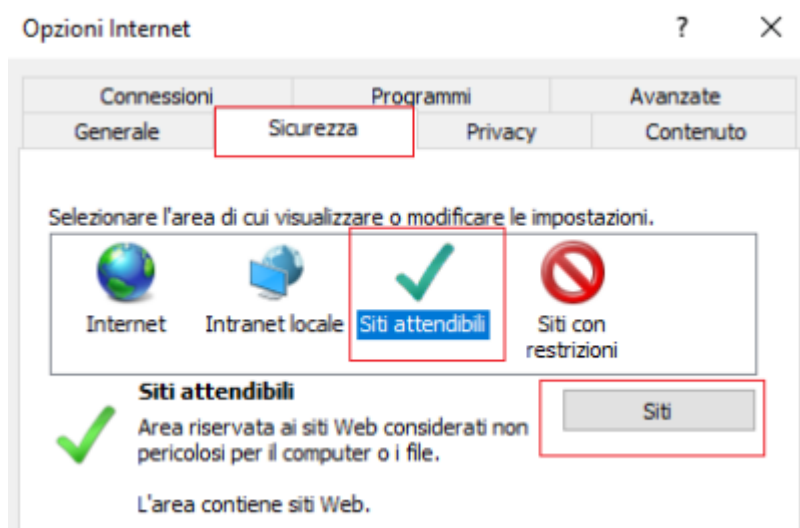 Opzioni Internet ?
Connessioni Programmi Avanzate
Generale Sicurezza Privacy Contenuto
Selezionare l'area di cui visualizzare o modificare le impostazioni.
Internet Intranet locale Siti attendibili Siti con
restrizioni
Siti attendibili
Siti
Area riservata ai siti Web considerati non
pericolosi per il computer o i file.
L'area contiene siti Web.